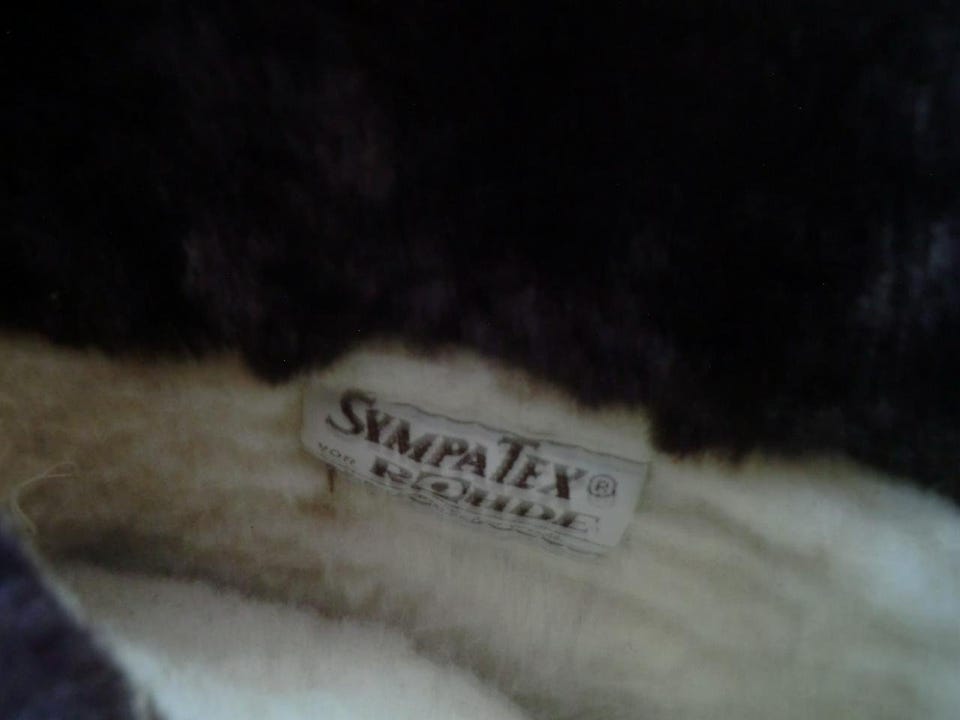 SYMPATEX®
VON ROHDE